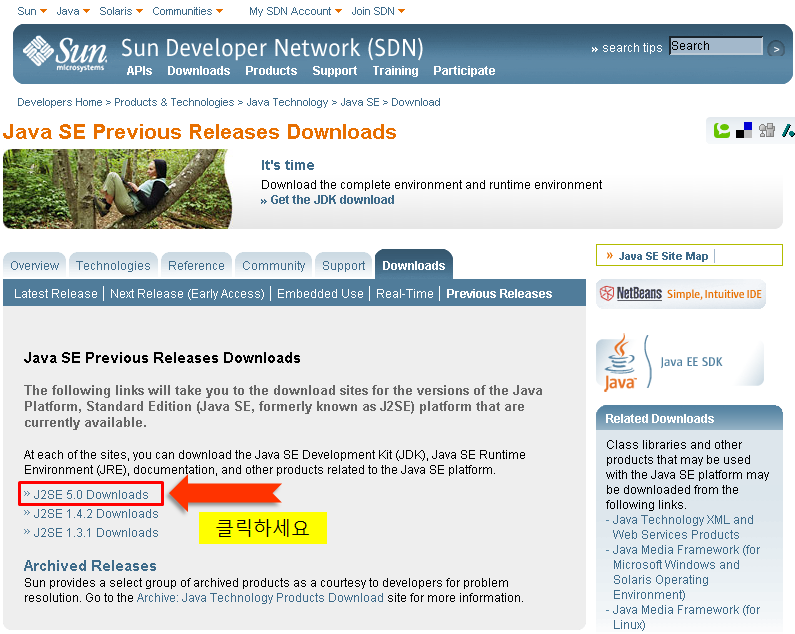 Sun Java Solaris Communities My SDN Account Join SDN
Sun microsystems
Sun Developer Network (SDN)
» search tips Search >
APIs Downloads Products Support Training Participate
Developers Home > Products & Technologies > Java Technology > Java SE > Download
Java SE Previous Releases Downloads
It's time
Download the complete environment and runtime environment
» Get the JDK download
Overview Technologies Reference Community Support Downloads
Latest Release | Next Release (Early Access) | Embedded Use | Real-Time | Previous Releases
Java SE Previous Releases Downloads
The following links will take you to the download sites for the versions of the Java
Platform, Standard Edition (Java SE, formerly known as J2SE) platform that are
currently available.
At each of the sites, you can download the Java SE Development Kit (JDK), Java SE Runtime
Environment (JRE), documentation, and other products related to the Java SE platform.
» J2SE 5.0 Downloads
» J2SE 1.4.2 Downloads
» J2SE 1.3.1 Downloads
클릭하세요
Archived Releases
Sun provides a select group of archived products as a courtesy to developers for problem
resolution. Go to the Archive: Java Technology Products Download site for more information.
» Java SE Site Map
NetBeans Simple, Intuitive IDE
Java Java EE SDK
Related Downloads
Class libraries and other
products that may be used
with the Java SE platform may
be downloaded from the
following links.
- Java Technology XML and
Web Services Products
- Java Media Framework (for
Microsoft Windows and
Solaris Operating
Environment)
- Java Media Framework (for
Linux)